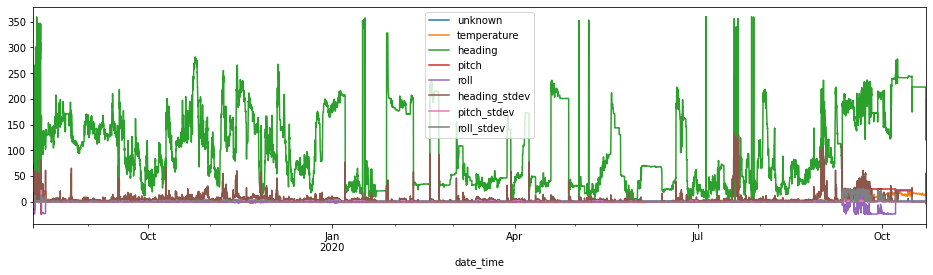 350
300
250
200
150
100
50
0
unknown
temperature
heading
pitch
roll
heading_stdev
pitch_stdev
roll_stdev
Oct
Jan
2020
Apr
Jul
Oct
date_time